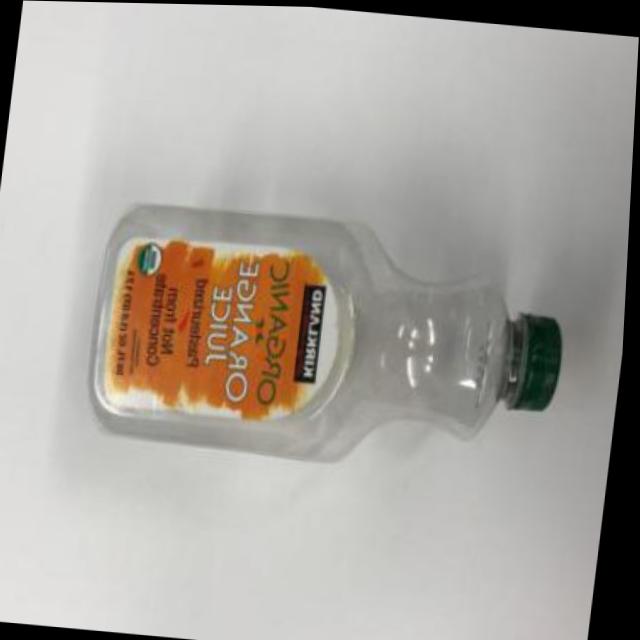 KIRKLAND
ORGANIC
ORANGE
JUICE
Pasteurized
Not from
Concentrate